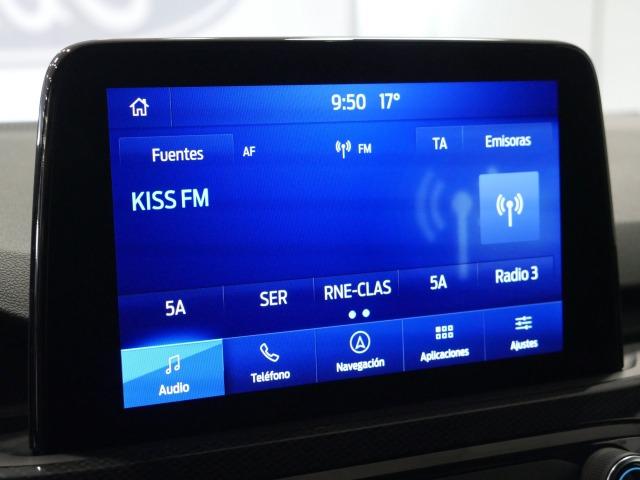 9:50 17°
Fuentes AF FM TA Emisoras
KISS FM
5A SER RNE-CLAS 5A Radio 3
Audio Teléfono Navegación Aplicaciones Ajustes